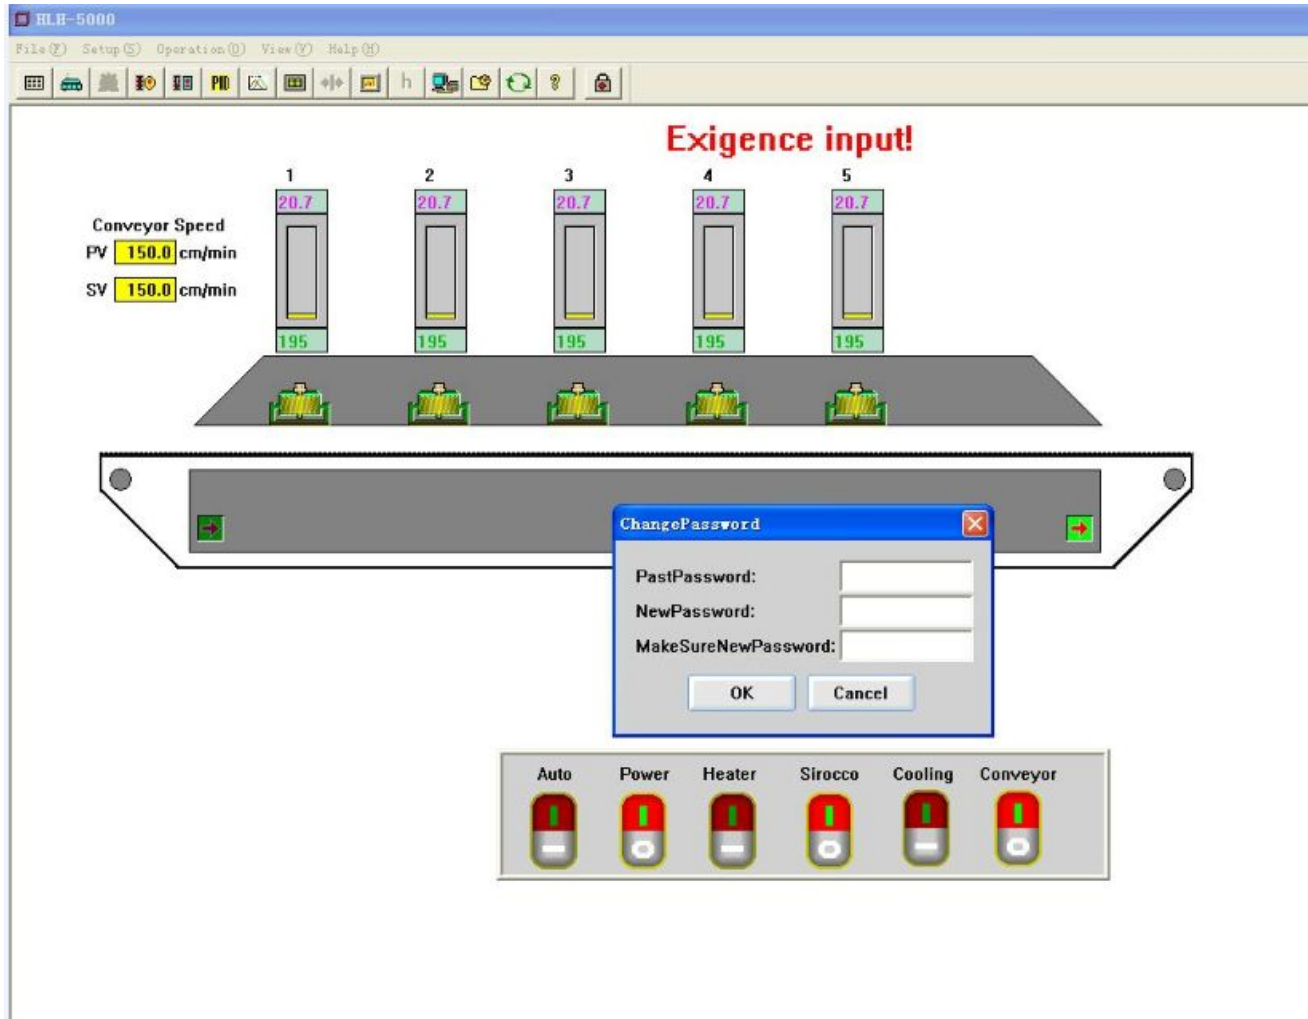 HLH-5000
File(F) Setup(S) Operation(O) View(V) Help(H)
PID
h
?
Exigence input!
1 2 3 4 5
20.7 20.7 20.7 20.7 20.7
Conveyor Speed
PV 150.0 cm/min
SV 150.0 cm/min
195 195 195 195 195
ChangePassword
PastPassword:
NewPassword:
MakeSureNewPassword:
OK Cancel
Auto Power Heater Sirocco Cooling Conveyor